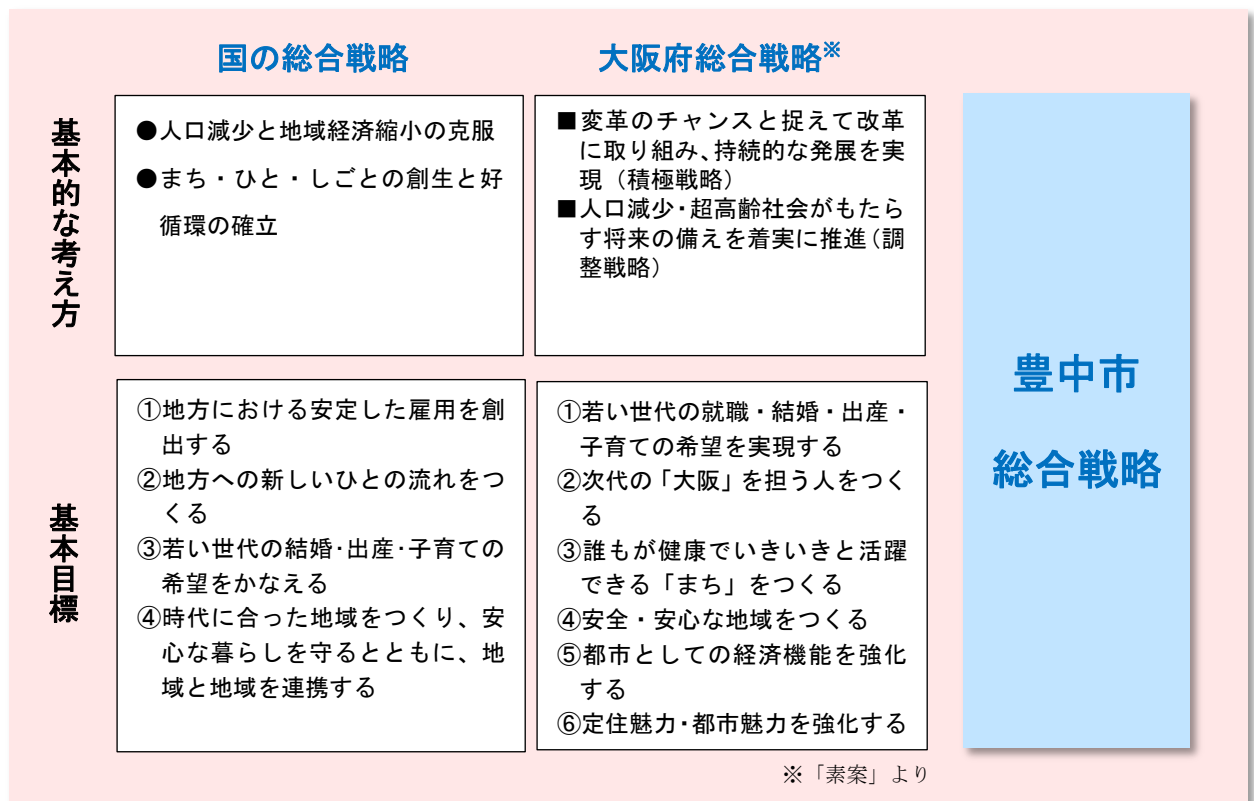 国の総合戦略
大阪府総合戦略※
基本的な考え方
●人口減少と地域経済縮小の克服
●まち・ひと・しごとの創生と好
循環の確立
■変革のチャンスと捉えて改革
に取り組み、持続的な発展を実
現（積極戦略）
■人口減少・超高齢社会がもたら
す将来の備えを着実に推進（調
整戦略）
基本目標
①地方における安定した雇用を創
出する
②地方への新しいひとの流れをつ
くる
③若い世代の結婚・出産・子育ての
希望をかなえる
④時代に合った地域をつくり、安
心な暮らしを守るとともに、地
域と地域を連携する
①若い世代の就職・結婚・出産・
子育ての希望を実現する
②次代の「大阪」を担う人をつく
る
③誰もが健康でいきいきと活躍
できる「まち」をつくる
④安全・安心な地域をつくる
⑤都市としての経済機能を強化
する
⑥定住魅力・都市魅力を強化する
豊中市
総合戦略
※「素案」より